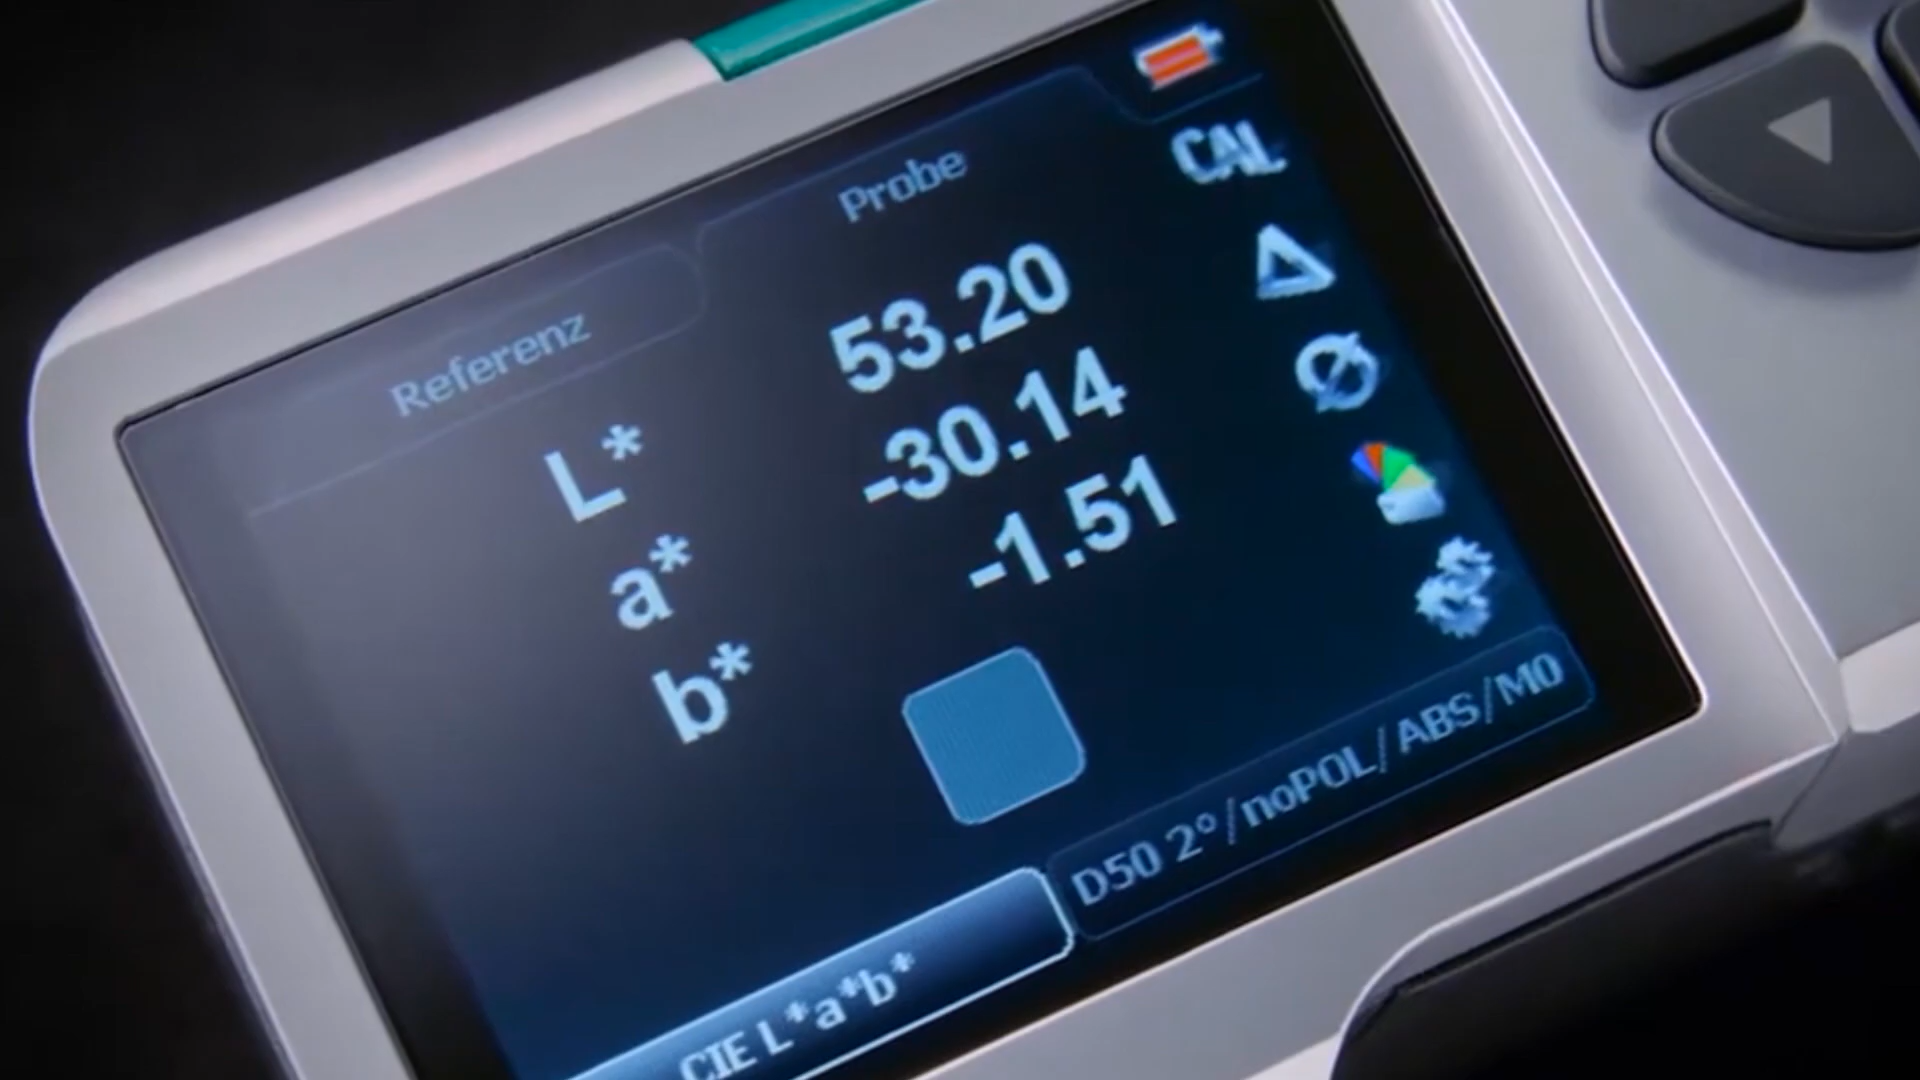 Referenz Probe
CAL
L* 53.20
a* -30.14
b* -1.51
D50 2°/noPOL/ABS/M0
CIE L*a*b*